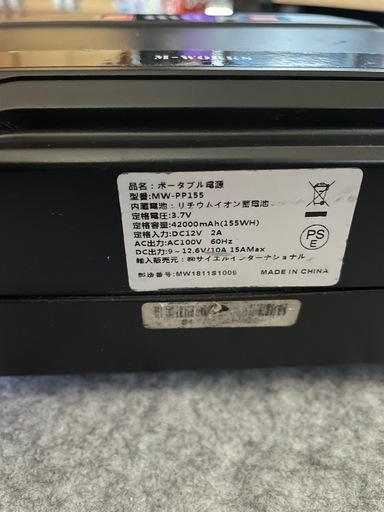 M-WORKS
品名：ポータブル電源
型番:MW-PP155
内蔵電池：リチウムイオン蓄電池
定格電圧:3.7V
定格容量:42000mAh(155WH)
定格入力:DC12V 2A
AC出力:AC100V 60Hz
DC出力:9～12.6V/10A 15AMax
輸入販売元：㈱サイエルインターナショナル
製造番号:MW1811S1009
MADE IN CHINA
PS
E